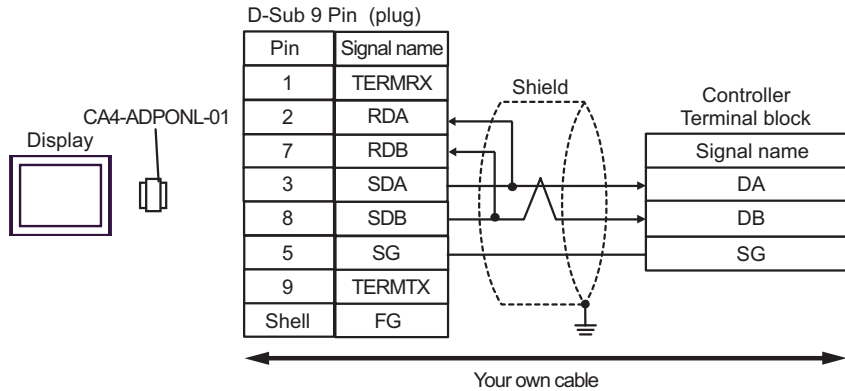 D-Sub 9 Pin (plug)
Pin Signal name
1 TERMRX
2 RDA
7 RDB
3 SDA
8 SDB
5 SG
9 TERMTX
Shell FG
CA4-ADPONL-01
Display
Shield
Controller
Terminal block
Signal name
DA
DB
SG
Your own cable